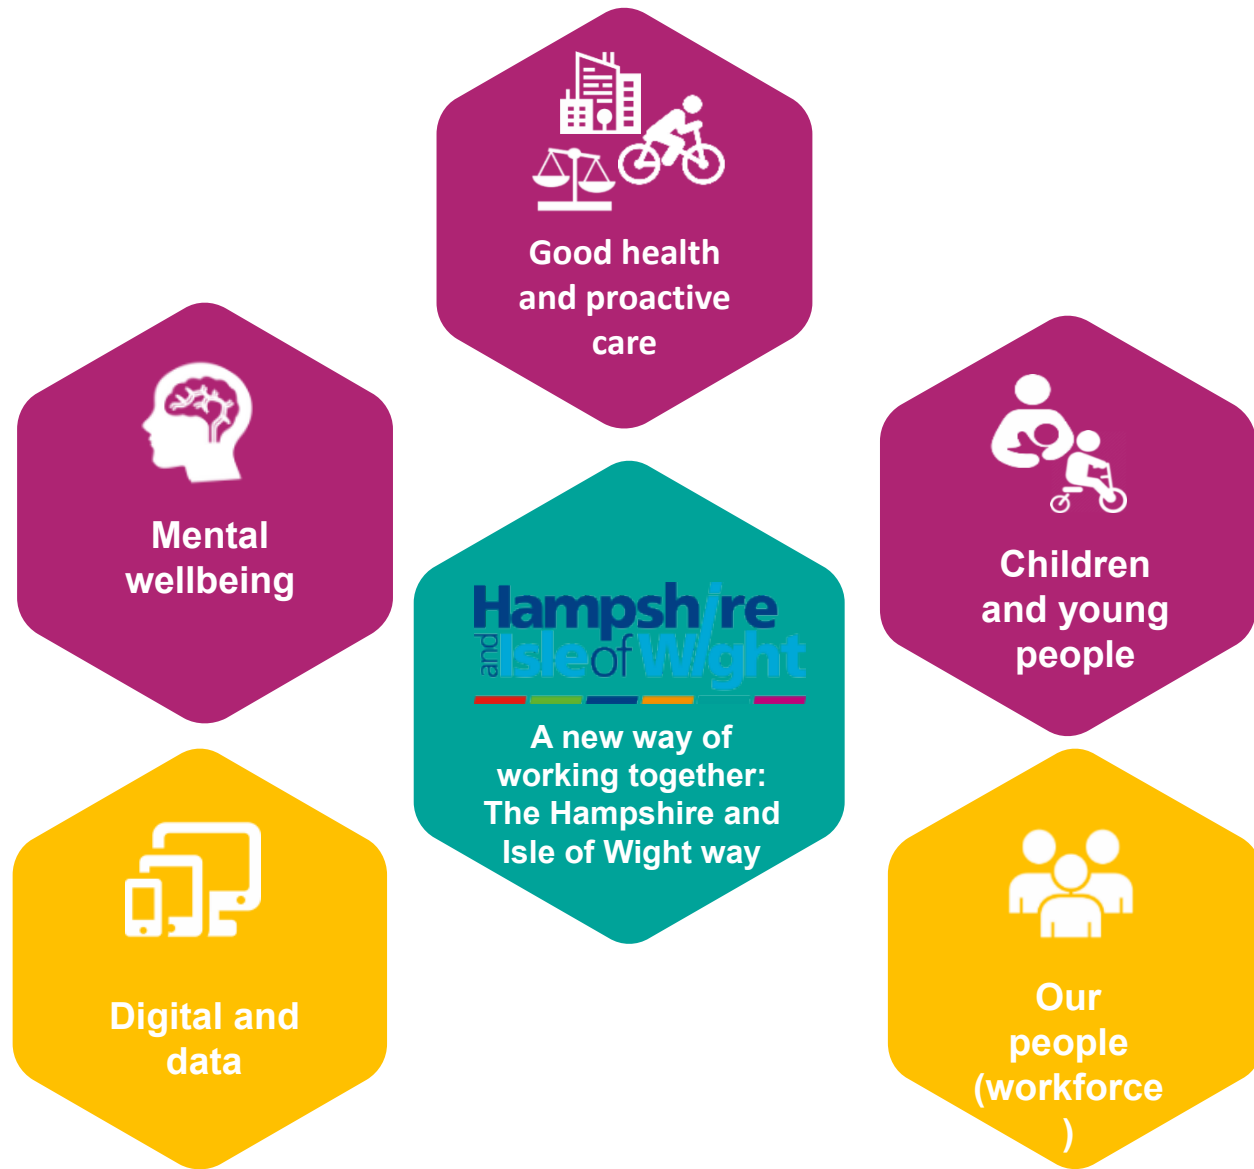 Good health
and proactive
care
Mental
wellbeing
Children
and young
people
Hampshire
and Isle of Wight
A new way of
working together:
The Hampshire and
Isle of Wight way
Digital and
data
Our
people
(workforce
)